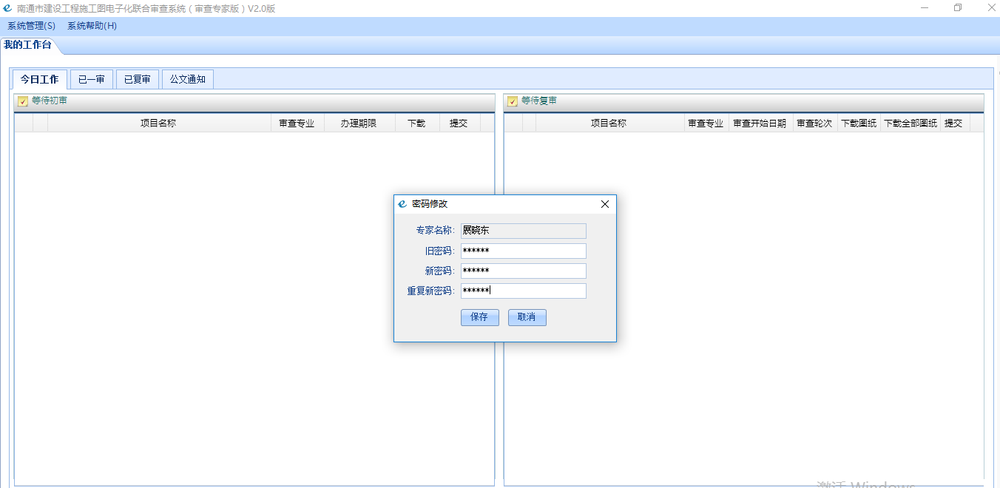 南通市建设工程施工图电子化联合审查系统（审查专家版）V2.0版
系统管理(S) 系统帮助(H)
我的工作台
今日工作 已一审 已复审 公文通知
等待初审
项目名称 审查专业 办理期限 下载 提交
等待复审
项目名称 审查专业 审查开始日期 审查轮次 下载图纸 下载全部图纸 提交
密码修改
专家名称: 展晓东
旧密码: ******
新密码: ******
重复新密码: ******
保存 取消
激活 Windows